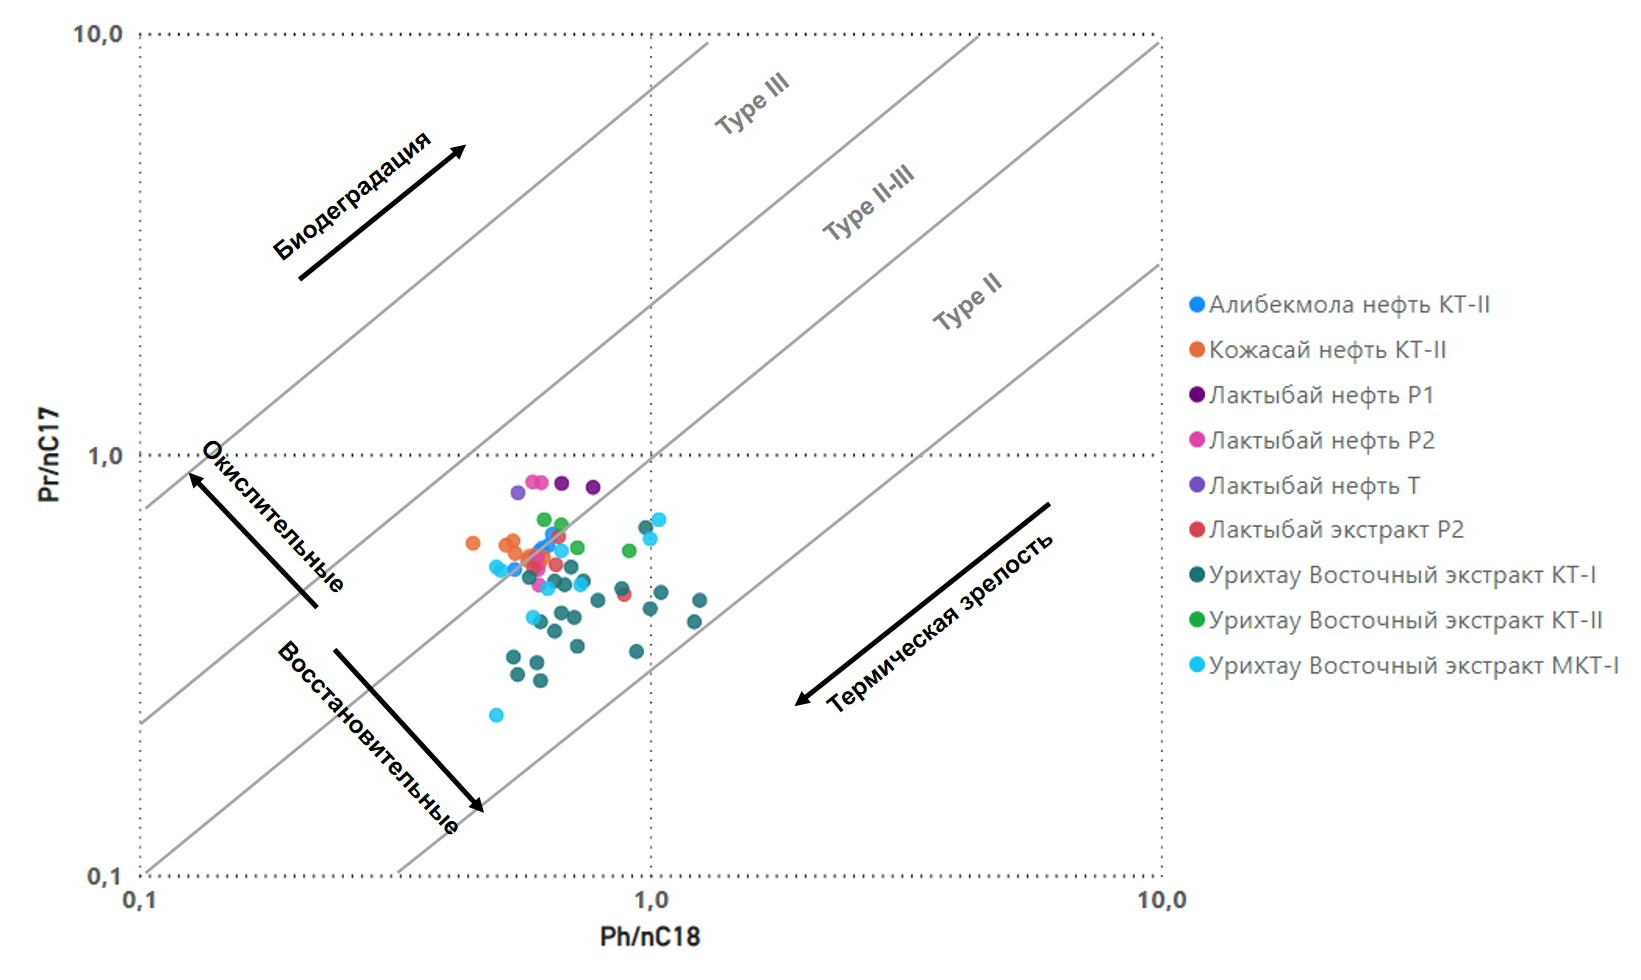 10,0
Type III
Биодеградация
Type II-III
Type II
Алибекмола нефть КТ-II
Кожасай нефть КТ-II
Лактыбай нефть Р1
Лактыбай нефть Р2
Лактыбай нефть Т
Лактыбай экстракт Р2
Урихтау Восточный экстракт КТ-I
Урихтау Восточный экстракт КТ-II
Урихтау Восточный экстракт МКТ-I
Pr/nC17
1,0
Окислительные
Термическая зрелость
Восстановительные
0,1
0,1
1,0
10,0
Ph/nC18